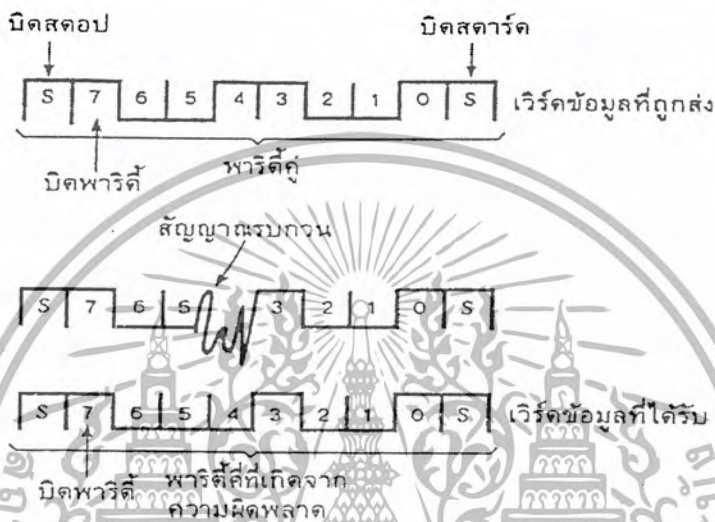 บิตสตอป
บิตสตาร์ต
S 7 6 5 4 3 2 1 0 S เวิร์ดข้อมูลที่ถูกส่ง
บิตพาริตี้
พาริตี้คู่
สัญญาณรบกวน
S 7 6 5 3 2 1 0 S
S 7 6 5 4 3 2 1 0 S เวิร์ดข้อมูลที่ได้รับ
บิตพาริตี้
พาริตี้คี่ที่เกิดจาก
ความผิดพลาด